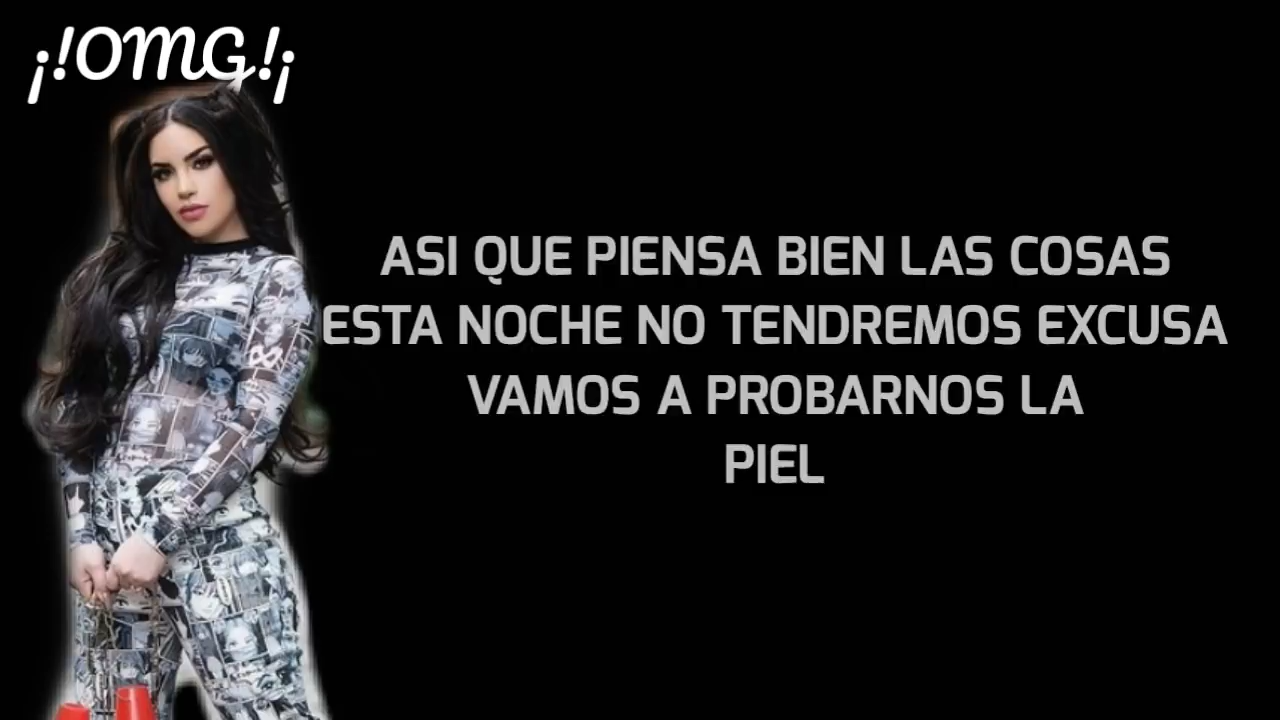 ¡!OMG!¡
ASI QUE PIENSA BIEN LAS COSAS
ESTA NOCHE NO TENDREMOS EXCUSA
VAMOS A PROBARNOS LA
PIEL